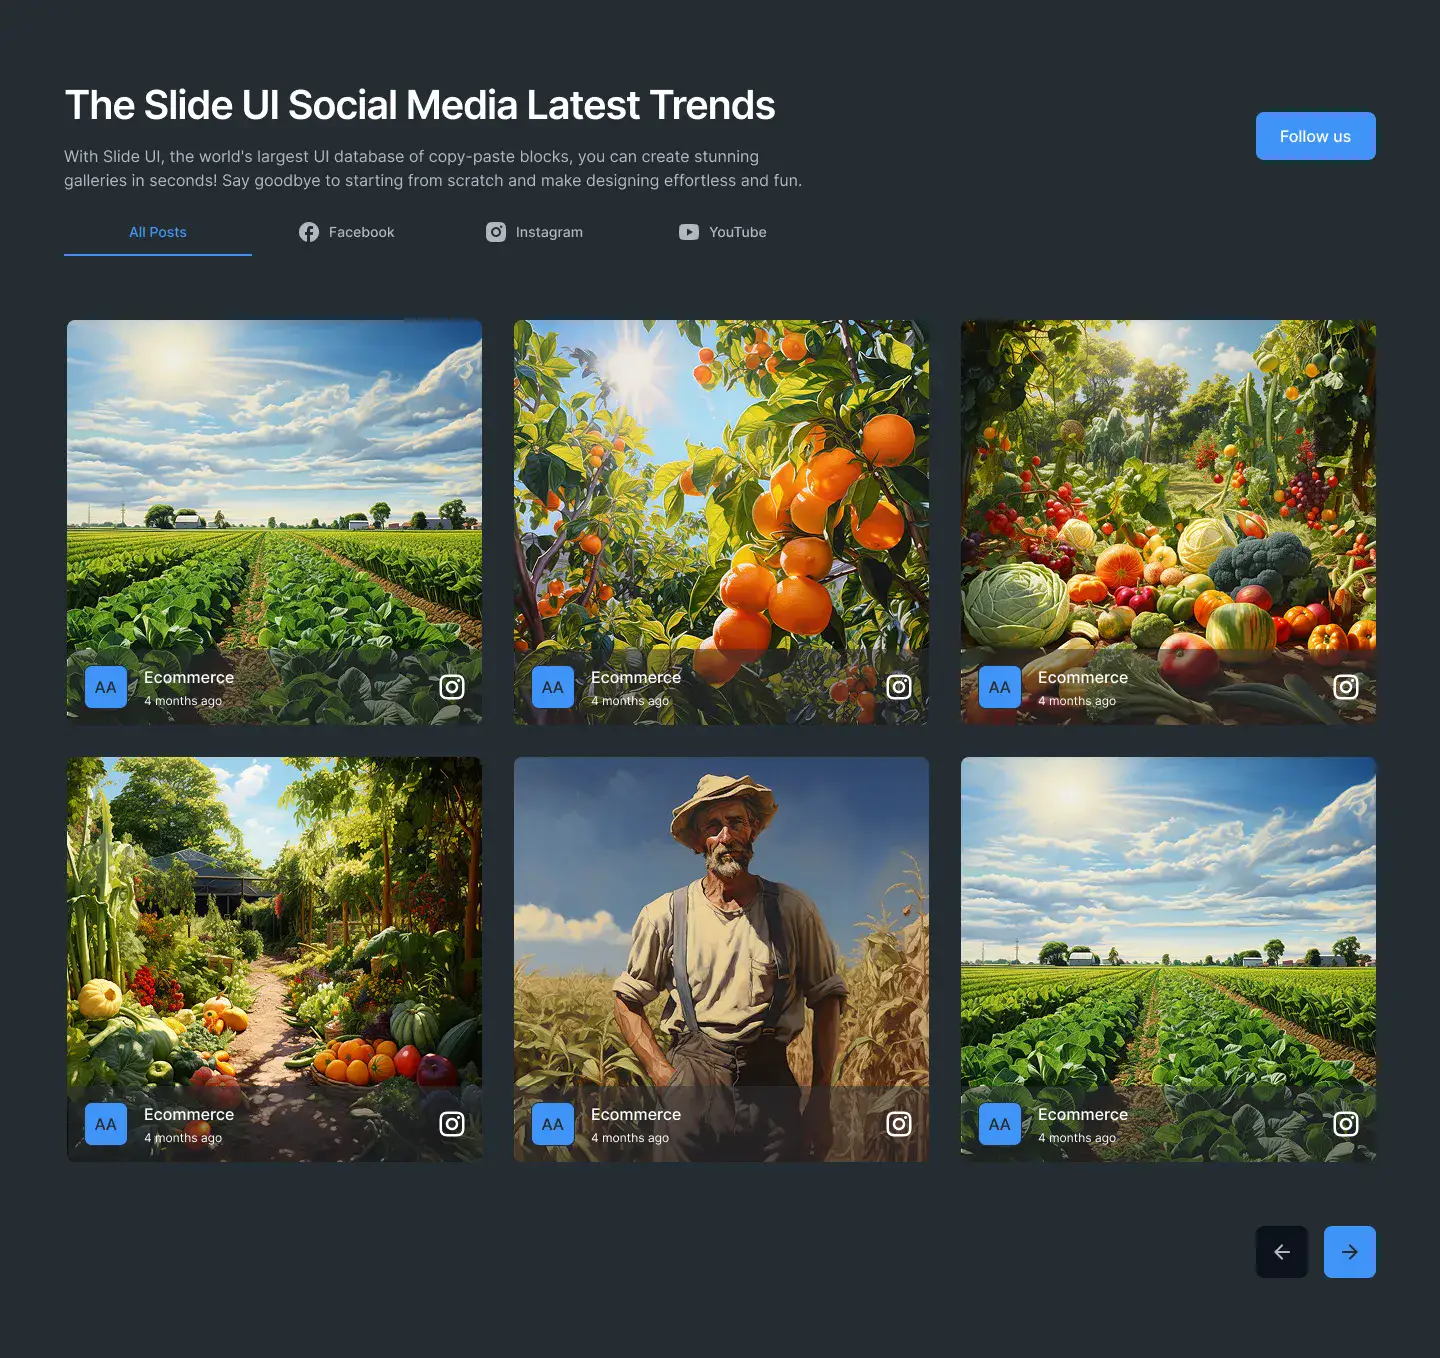 The Slide UI Social Media Latest Trends
With Slide UI, the world's largest UI database of copy-paste blocks, you can create stunning
galleries in seconds! Say goodbye to starting from scratch and make designing effortless and fun.
Follow us
All Posts
Facebook
Instagram
YouTube
AA
Ecommerce
4 months ago
AA
Ecommerce
4 months ago
AA
Ecommerce
4 months ago
AA
Ecommerce
4 months ago
AA
Ecommerce
4 months ago
AA
Ecommerce
4 months ago